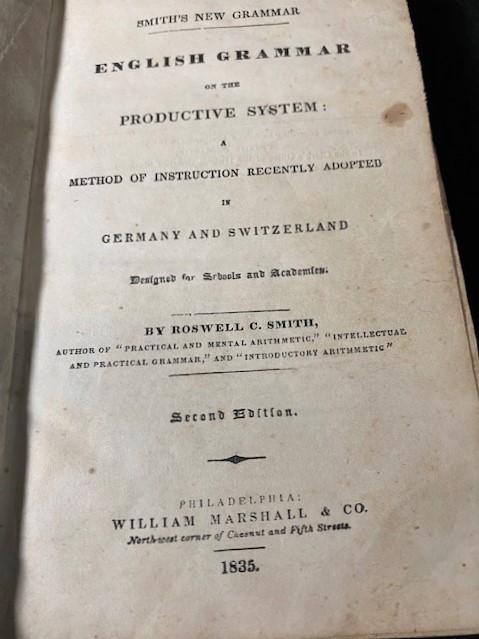 SMITH'S NEW GRAMMAR
ENGLISH GRAMMAR
ON THE
PRODUCTIVE SYSTEM:
A
METHOD OF INSTRUCTION RECENTLY ADOPTED
IN
GERMANY AND SWITZERLAND
Designed for Schools and Academies.
BY ROSWELL C. SMITH,
AUTHOR OF "PRACTICAL AND MENTAL ARITHMETIC," "INTELLECTUAL
AND PRACTICAL GRAMMAR," AND "INTRODUCTORY ARITHMETIC"
Second Edition.
PHILADELPHIA:
WILLIAM MARSHALL & CO.
North-west corner of Chesnut and Fifth Streets.
1835.